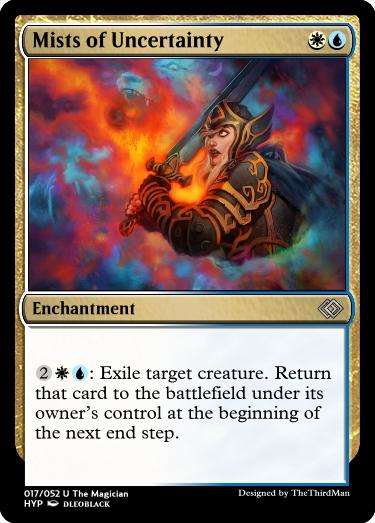 Mists of Uncertainty
Enchantment
2: Exile target creature. Return
that card to the battlefield under its
owner's control at the beginning of
the next end step.
017/052 U The Magician
HYP DLEOBLACK
Designed by TheThirdMan